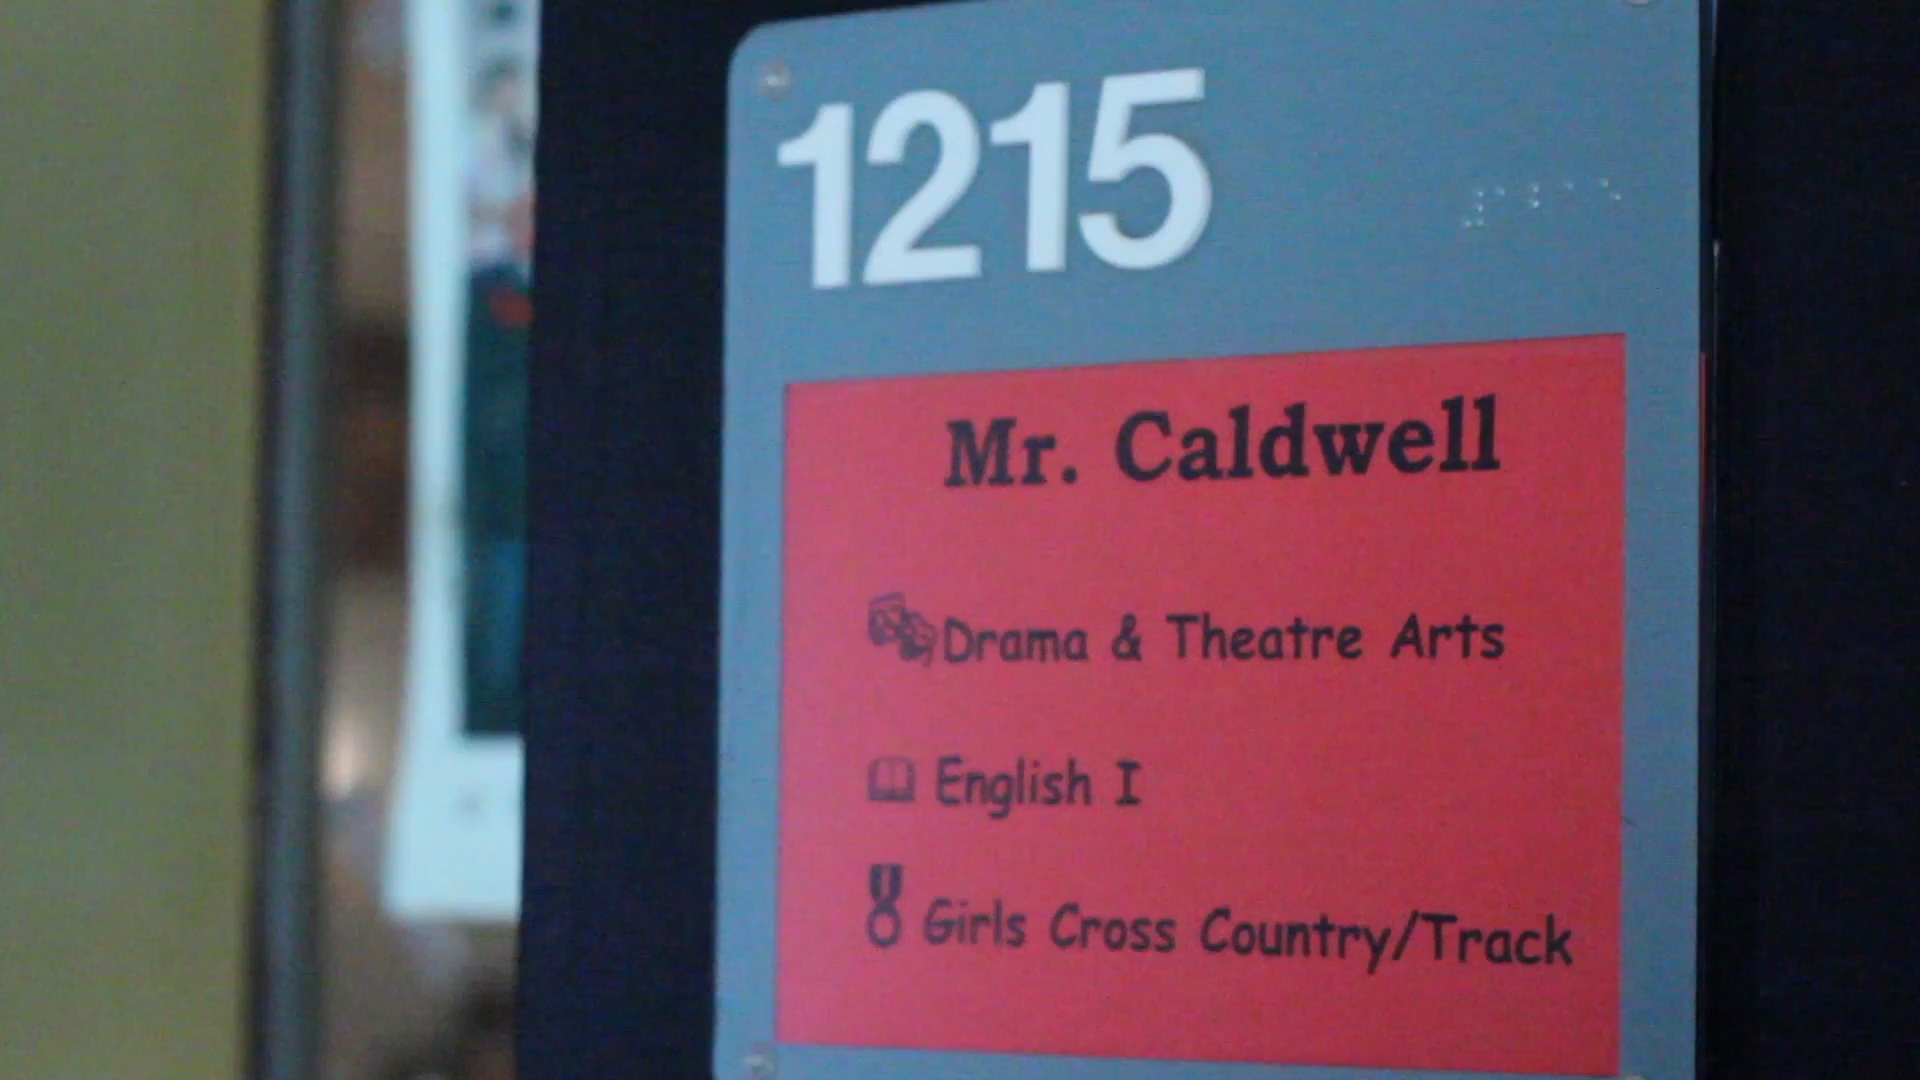 1215
Mr. Caldwell
Drama & Theatre Arts
English I
Girls Cross Country/Track